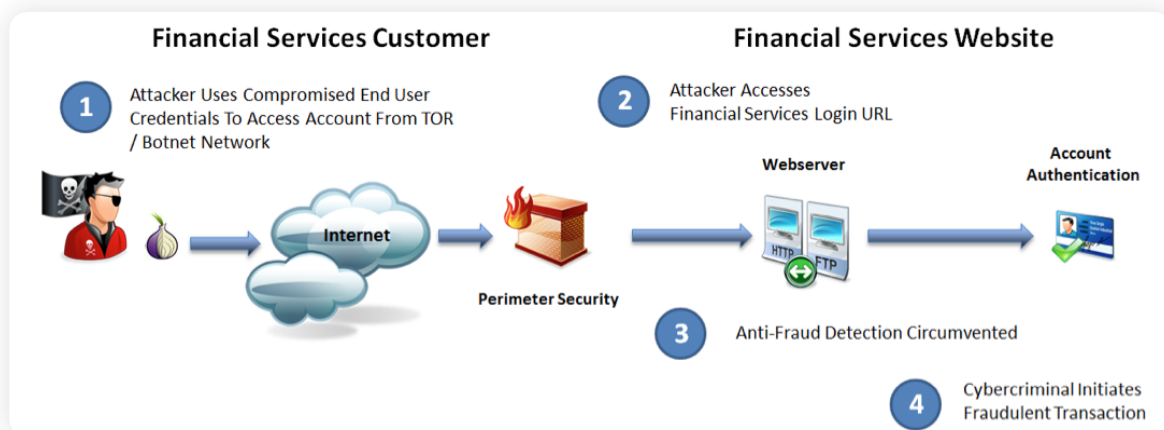 Financial Services Customer
Financial Services Website
1
Attacker Uses Compromised End User
Credentials To Access Account From TOR
/ Botnet Network
2
Attacker Accesses
Financial Services Login URL
Internet
Perimeter Security
Webserver
HTTP
FTP
Account
Authentication
3
Anti-Fraud Detection Circumvented
4
Cybercriminal Initiates
Fraudulent Transaction